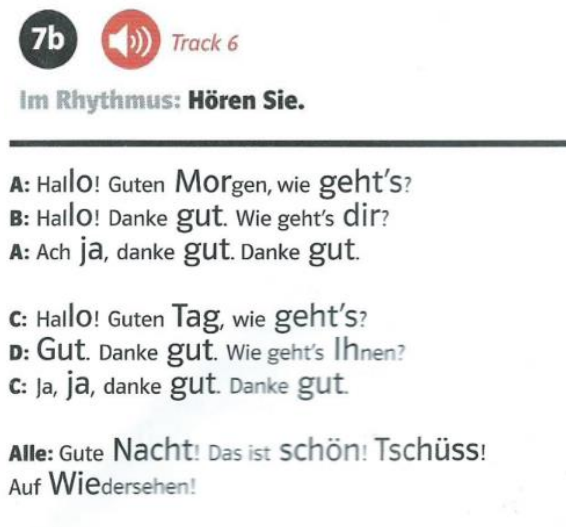 7b Track 6
Im Rhythmus: Hören Sie.
A: Hallo! Guten Morgen, wie geht's?
B: Hallo! Danke gut. Wie geht's dir?
A: Ach ja, danke gut. Danke gut.
C: Hallo! Guten Tag, wie geht's?
D: Gut. Danke gut. Wie geht's Ihnen?
C: Ja, ja, danke gut. Danke gut.
Alle: Gute Nacht! Das ist schön! Tschüss!
Auf Wiedersehen!